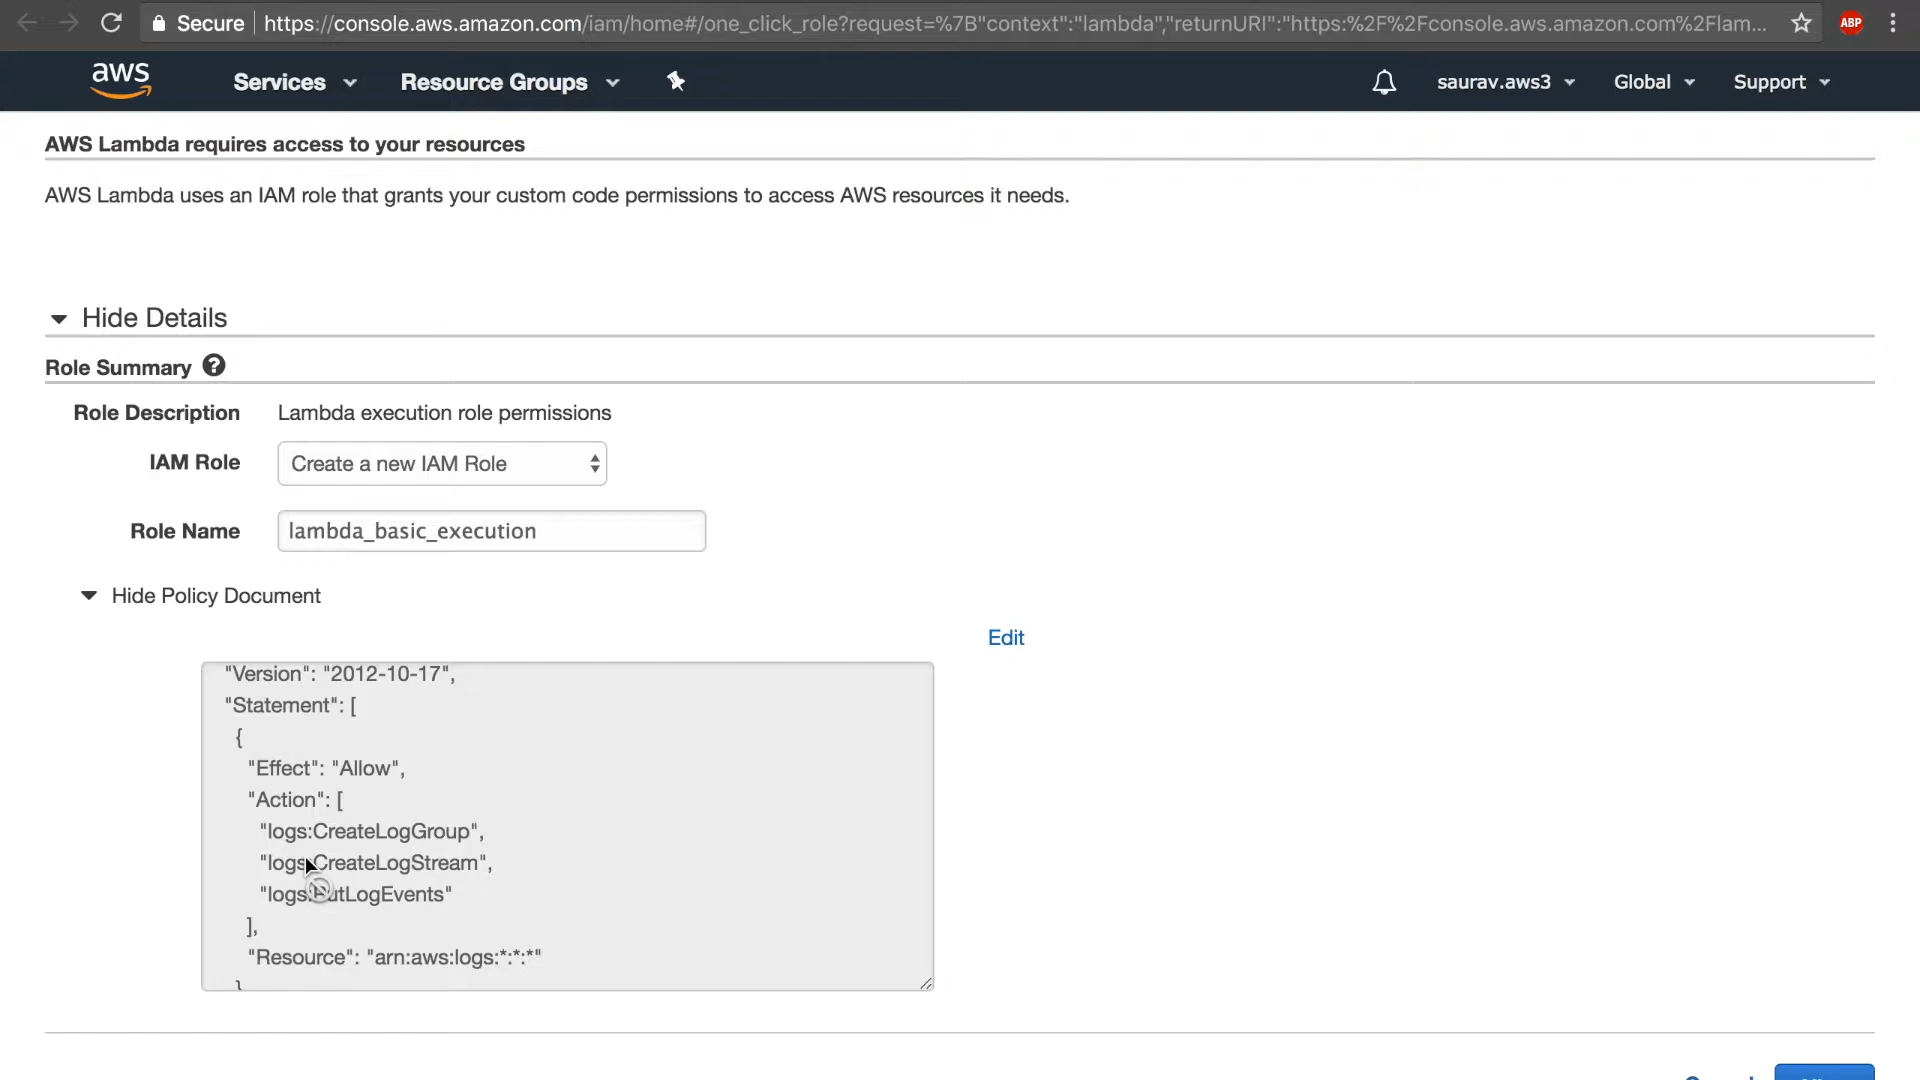 Secure https://console.aws.amazon.com/iam/home#/one_click_role?request=%7B"context":"lambda","returnURI":"https:%2F%2Fconsole.aws.amazon.com%2Flam... ABP
aws Services Resource Groups saurav.aws3 Global Support
AWS Lambda requires access to your resources
AWS Lambda uses an IAM role that grants your custom code permissions to access AWS resources it needs.
Hide Details
Role Summary ?
Role Description Lambda execution role permissions
IAM Role Create a new IAM Role
Role Name lambda_basic_execution
Hide Policy Document
Edit
"Version": "2012-10-17",
"Statement": [
{
"Effect": "Allow",
"Action": [
"logs:CreateLogGroup",
"logs:CreateLogStream",
"logs:PutLogEvents"
],
"Resource": "arn:aws:logs:*:*:*"
}